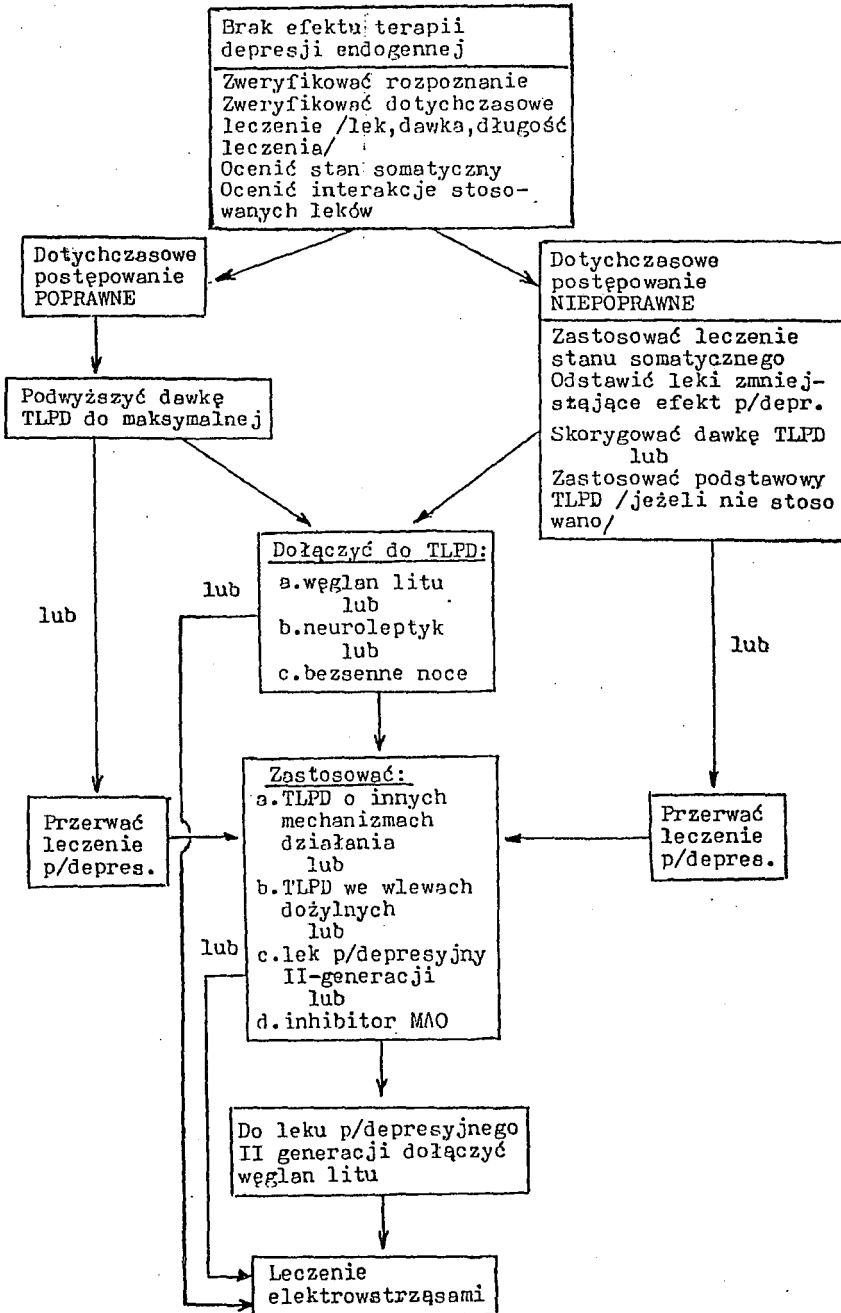 Brak efektu terapii
depresji endogennej
Zweryfikować rozpoznanie
Zweryfikować dotychczasowe
leczenie /lek,dawka,długość
leczenia/
Ocenić stan somatyczny
Ocenić interakcje stoso-
wanych leków
Dotychczasowe
postępowanie
POPRAWNE
Dotychczasowe
postępowanie
NIEPOPRAWNE
Zastosować leczenie
stanu somatycznego
Odstawić leki zmniej-
sząjące efekt p/depr.
Skorygować dawkę TLPD
lub
Zastosować podstawowy
TLPD /jeżeli nie stoso
wano/
Podwyższyć dawkę
TLPD do maksymalnej
Dołączyć do TLPD:
a.węglan litu
lub
b.neuroleptyk
lub
c.bezsenne noce
lub
lub
lub
Zastosować:
a.TLPD o innych
mechanizmach
działania
lub
b.TLPD we wlewach
dożylnych
lub
c.lek p/depresyjny
II-generacji
lub
d.inhibitor MAO
Przerwać
leczenie
p/depres.
Przerwać
leczenie
p/depres.
lub
Do leku p/depresyjnego
II generacji dołączyć
węglan litu
Leczenie
elektrowstrząsami